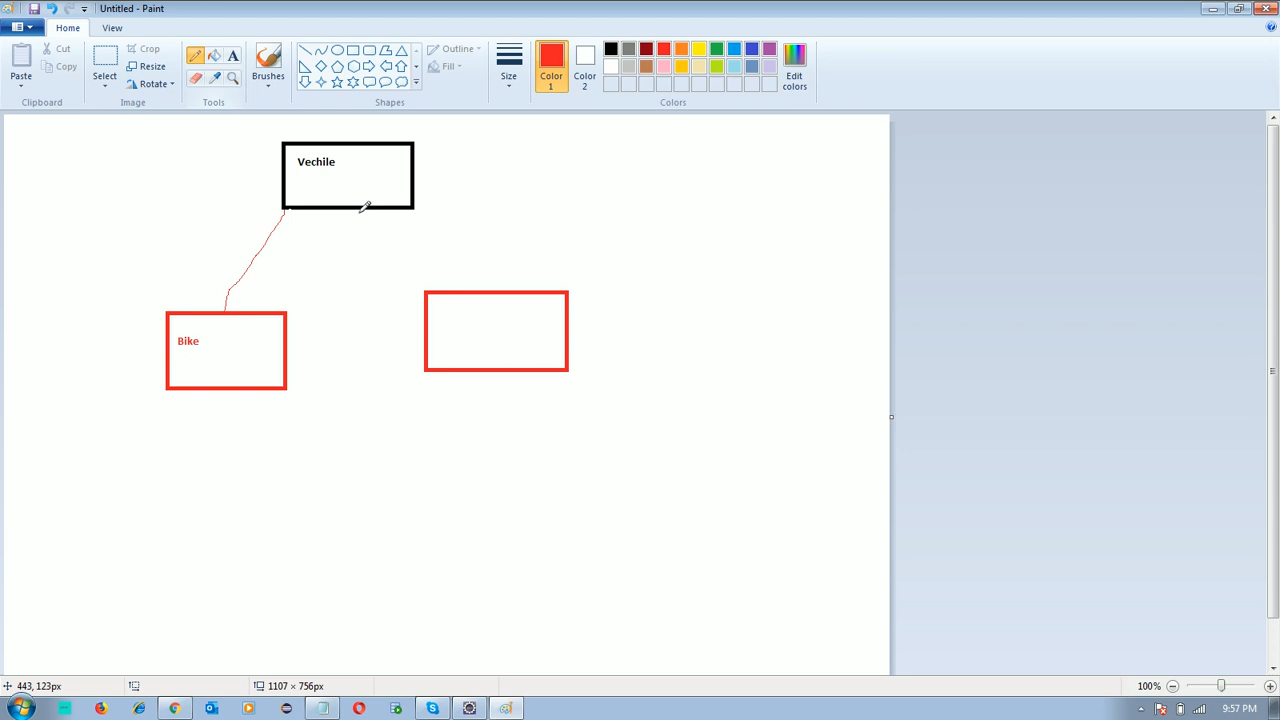 Untitled - Paint
Home View
Paste
Cut
Copy
Clipboard
Select
Crop
Resize
Rotate
Image
Tools
Brushes
Outline
Fill
Shapes
Size
Color 1
Color 2
Edit colors
Colors
Vechile
Bike
443, 123px
1107 × 756px
100%
9:57 PM